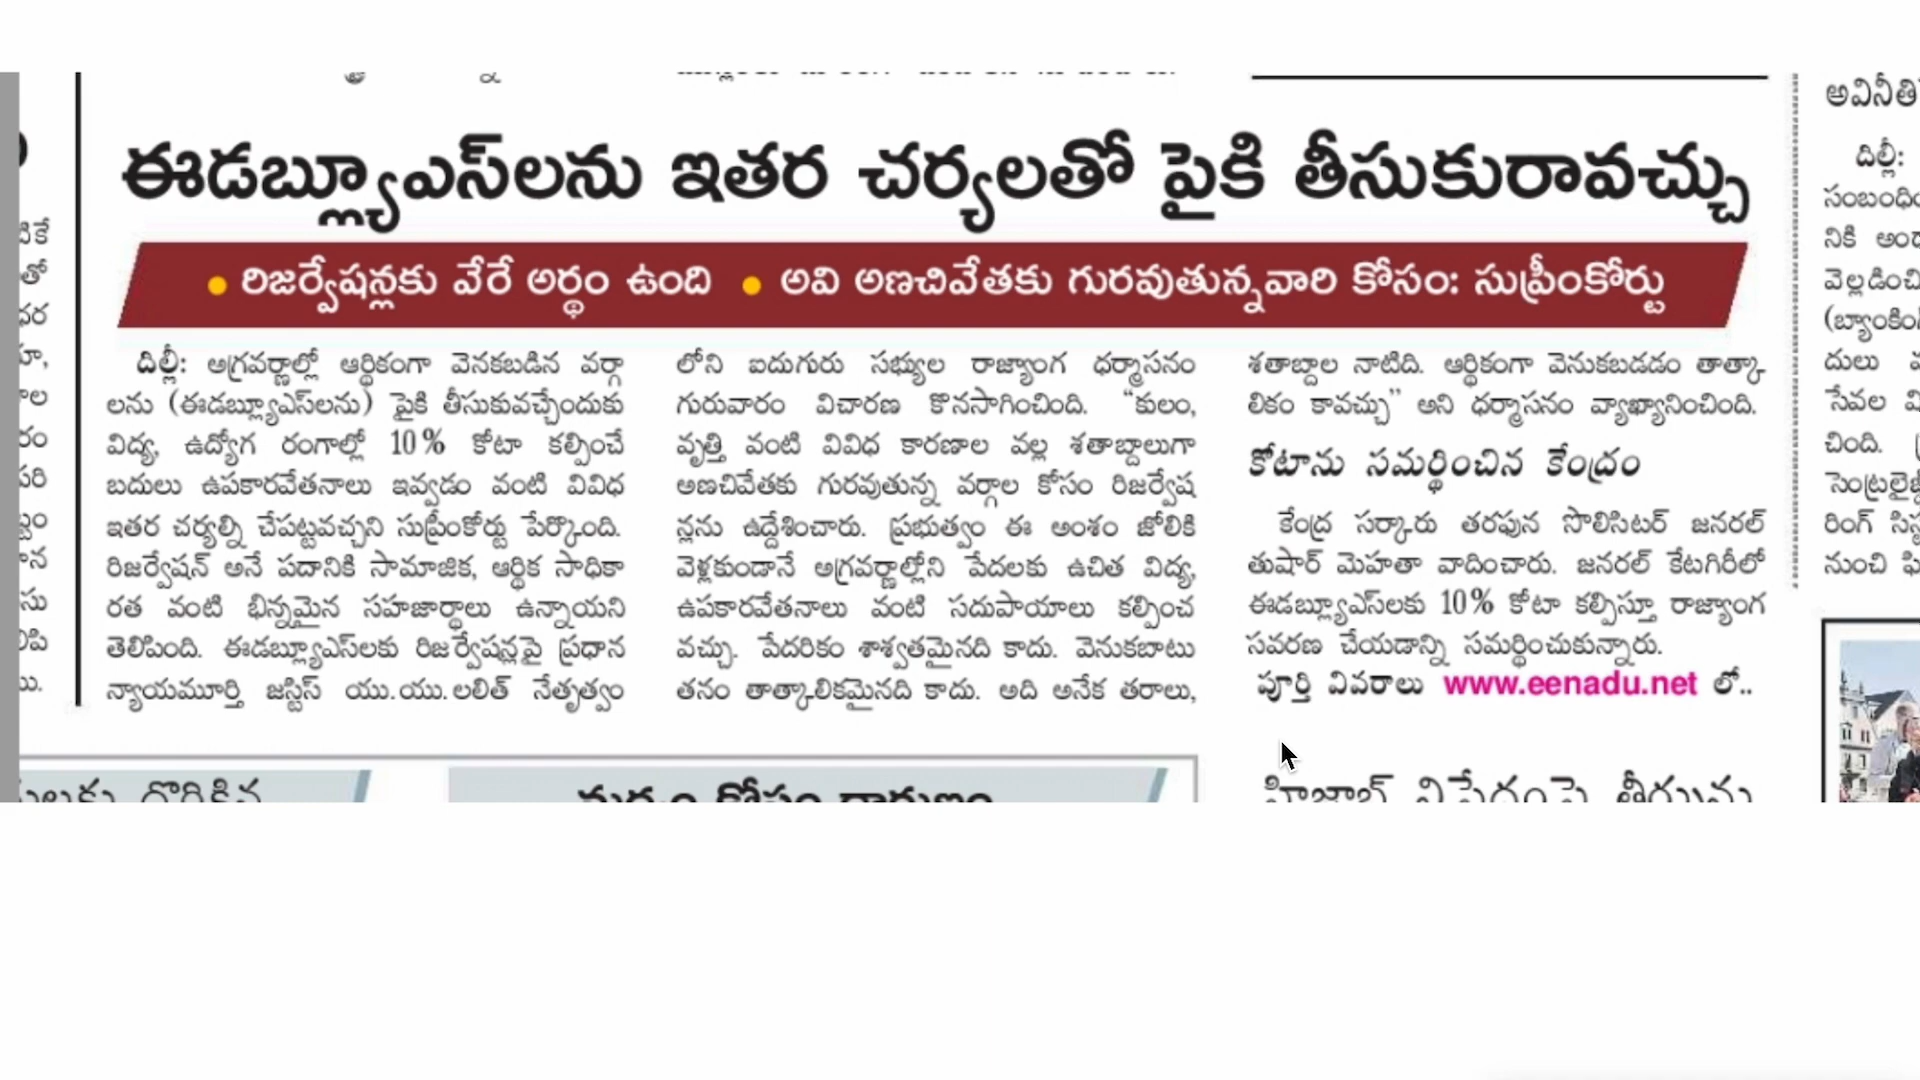 ఈడబ్ల్యూఎస్‌లను ఇతర చర్యలతో పైకి తీసుకురావచ్చు
• రిజర్వేషన్లకు వేరే అర్థం ఉంది • అవి అణచివేతకు గురవుతున్నవారి కోసం: సుప్రీంకోర్టు
దిల్లీ: అగ్రవర్ణాల్లో ఆర్థికంగా వెనకబడిన వర్గా
లను (ఈడబ్ల్యూఎస్‌లను) పైకి తీసుకువచ్చేందుకు
విద్య, ఉద్యోగ రంగాల్లో 10% కోటా కల్పించే
బదులు ఉపకారవేతనాలు ఇవ్వడం వంటి వివిధ
ఇతర చర్యల్ని చేపట్టవచ్చని సుప్రీంకోర్టు పేర్కొంది.
రిజర్వేషన్ అనే పదానికి సామాజిక, ఆర్థిక సాధికా
రత వంటి భిన్నమైన సహజార్థాలు ఉన్నాయని
తెలిపింది. ఈడబ్ల్యూఎస్‌లకు రిజర్వేషన్లపై ప్రధాన
న్యాయమూర్తి జస్టిస్ యు.యు.లలిత్ నేతృత్వం
లోని ఐదుగురు సభ్యుల రాజ్యాంగ ధర్మాసనం
గురువారం విచారణ కొనసాగించింది. “కులం,
వృత్తి వంటి వివిధ కారణాల వల్ల శతాబ్దాలుగా
అణచివేతకు గురవుతున్న వర్గాల కోసం రిజర్వేష
న్లను ఉద్దేశించారు. ప్రభుత్వం ఈ అంశం జోలికి
వెళ్లకుండానే అగ్రవర్ణాల్లోని పేదలకు ఉచిత విద్య,
ఉపకారవేతనాలు వంటి సదుపాయాలు కల్పించ
వచ్చు. పేదరికం శాశ్వతమైనది కాదు. వెనుకబాటు
తనం తాత్కాలికమైనది కాదు. అది అనేక తరాలు,
శతాబ్దాల నాటిది. ఆర్థికంగా వెనుకబడడం తాత్కా
లికం కావచ్చు” అని ధర్మాసనం వ్యాఖ్యానించింది.
కోటాను సమర్థించిన కేంద్రం
కేంద్ర సర్కారు తరఫున సొలిసిటర్ జనరల్
తుషార్ మెహతా వాదించారు. జనరల్ కేటగిరీలో
ఈడబ్ల్యూఎస్‌లకు 10% కోటా కల్పిస్తూ రాజ్యాంగ
సవరణ చేయడాన్ని సమర్థించుకున్నారు.
పూర్తి వివరాలు www.eenadu.net లో..
అవినీతి
దిల్లీ:
నికి
దులు
సేవల
చింది.
రింగ్
నుంచి